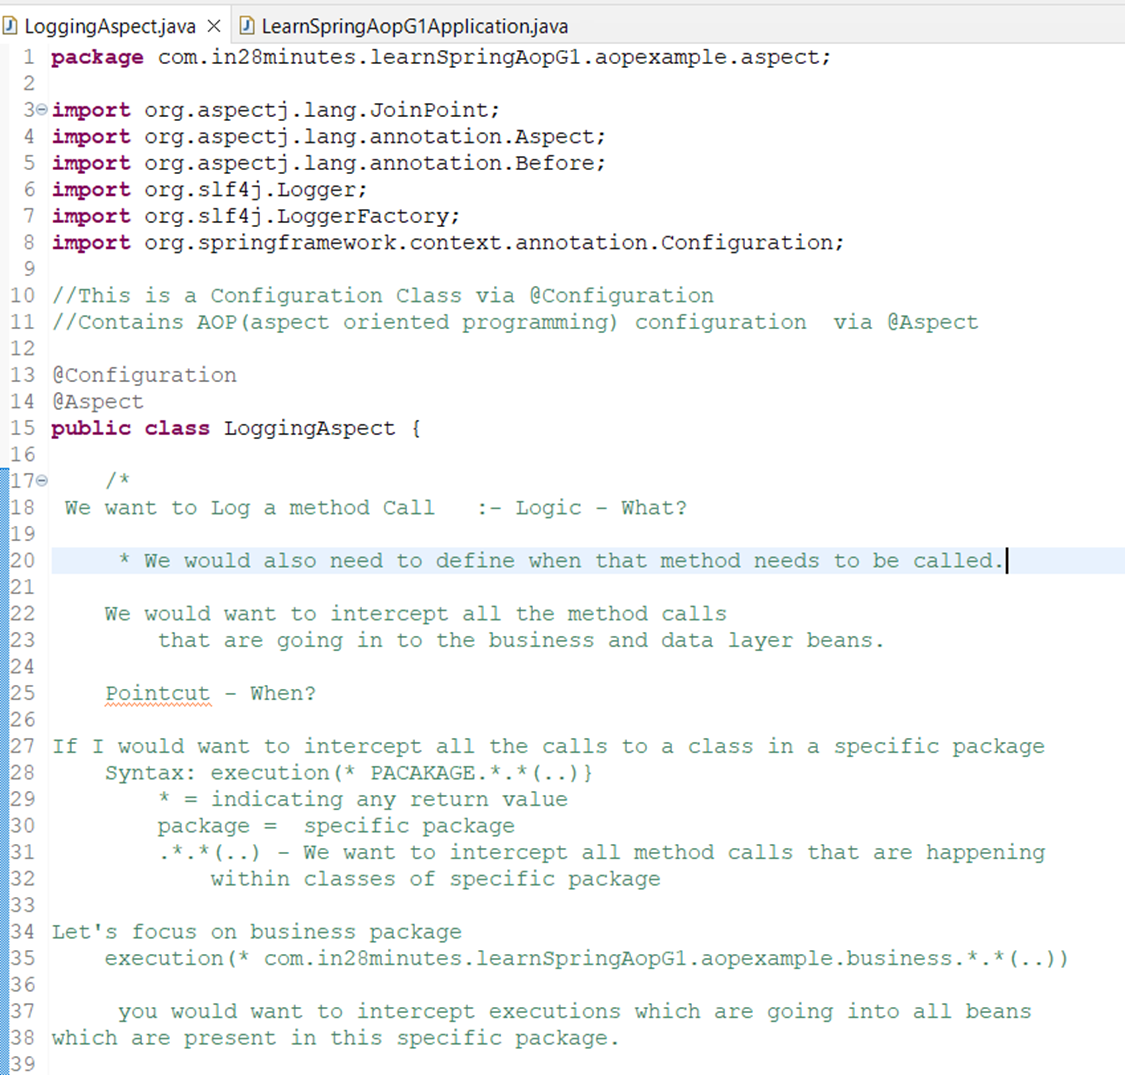 LoggingAspect.java LearnSpringAopG1Application.java
1 package com.in28minutes.learnSpringAopG1.aopexample.aspect;
2
3 import org.aspectj.lang.JoinPoint;
4 import org.aspectj.lang.annotation.Aspect;
5 import org.aspectj.lang.annotation.Before;
6 import org.slf4j.Logger;
7 import org.slf4j.LoggerFactory;
8 import org.springframework.context.annotation.Configuration;
9
10 //This is a Configuration Class via @Configuration
11 //Contains AOP(aspect oriented programming) configuration  via @Aspect
12
13 @Configuration
14 @Aspect
15 public class LoggingAspect {
16
17     /*
18  We want to Log a method Call   :- Logic - What?
19
20      * We would also need to define when that method needs to be called.
21
22     We would want to intercept all the method calls
23         that are going in to the business and data layer beans.
24
25     Pointcut - When?
26
27 If I would want to intercept all the calls to a class in a specific package
28     Syntax: execution(* PACAKAGE.*.*(..)}
29         * = indicating any return value
30         package =  specific package
31         .*.*(..) - We want to intercept all method calls that are happening
32             within classes of specific package
33
34 Let's focus on business package
35     execution(* com.in28minutes.learnSpringAopG1.aopexample.business.*.*(..))
36
37      you would want to intercept executions which are going into all beans
38 which are present in this specific package.
39